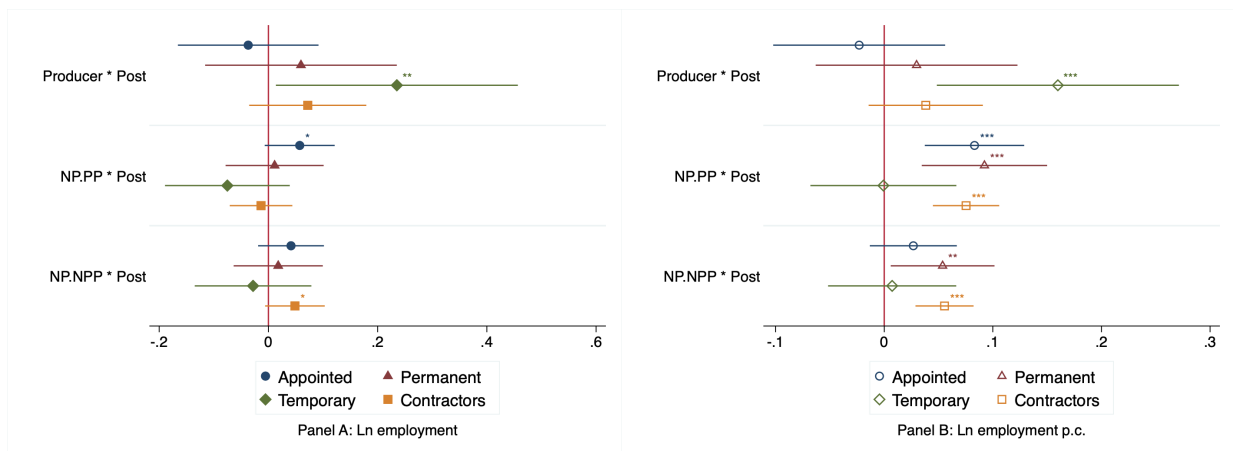 Producer * Post
**
***
NP.PP * Post
*
***
***
***
NP.NPP * Post
*
**
***
-.2 0 .2 .4 .6
-.1 0 .1 .2 .3
Appointed Permanent
Temporary Contractors
Panel A: Ln employment
Producer * Post
NP.PP * Post
NP.NPP * Post
Appointed Permanent
Temporary Contractors
Panel B: Ln employment p.c.